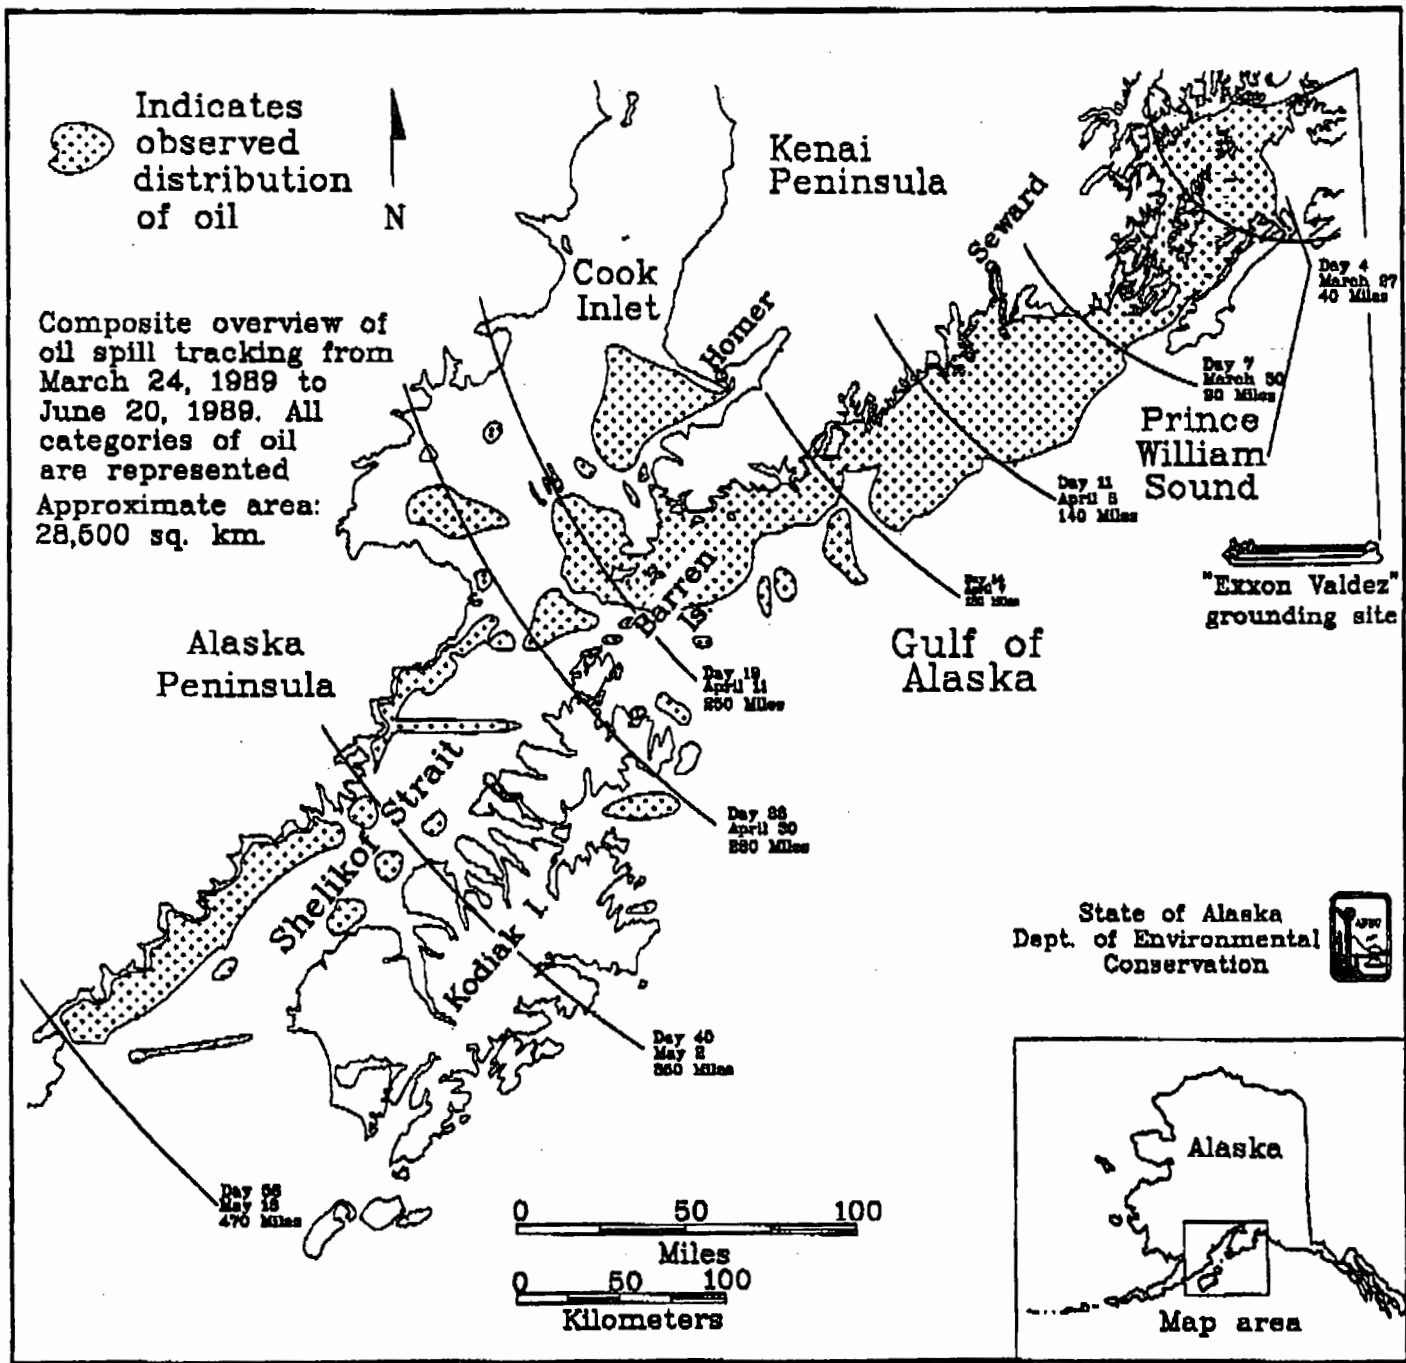 Indicates
observed
distribution
of oil
N
Composite overview of
oil spill tracking from
March 24, 1989 to
June 20, 1989. All
categories of oil
are represented
Approximate area:
28,500 sq. km.
Kenai
Peninsula
Cook
Inlet
Homer
Seward
Day 4
March 27
40 Miles
Day 7
March 30
90 Miles
Prince
William
Sound
Day 11
April
140 Miles
"Exxon Valdez"
grounding site
Gulf of
Alaska
Barren
Is.
Day 19
April 11
250 Miles
Alaska
Peninsula
Day
April 30
280 Miles
Shelikof Strait
Kodiak I.
State of Alaska
Dept. of Environmental
Conservation
Day 40
May 2
350 Miles
Day 56
May 18
470 Miles
0 50 100
Miles
0 50 100
Kilometers
Alaska
Map area